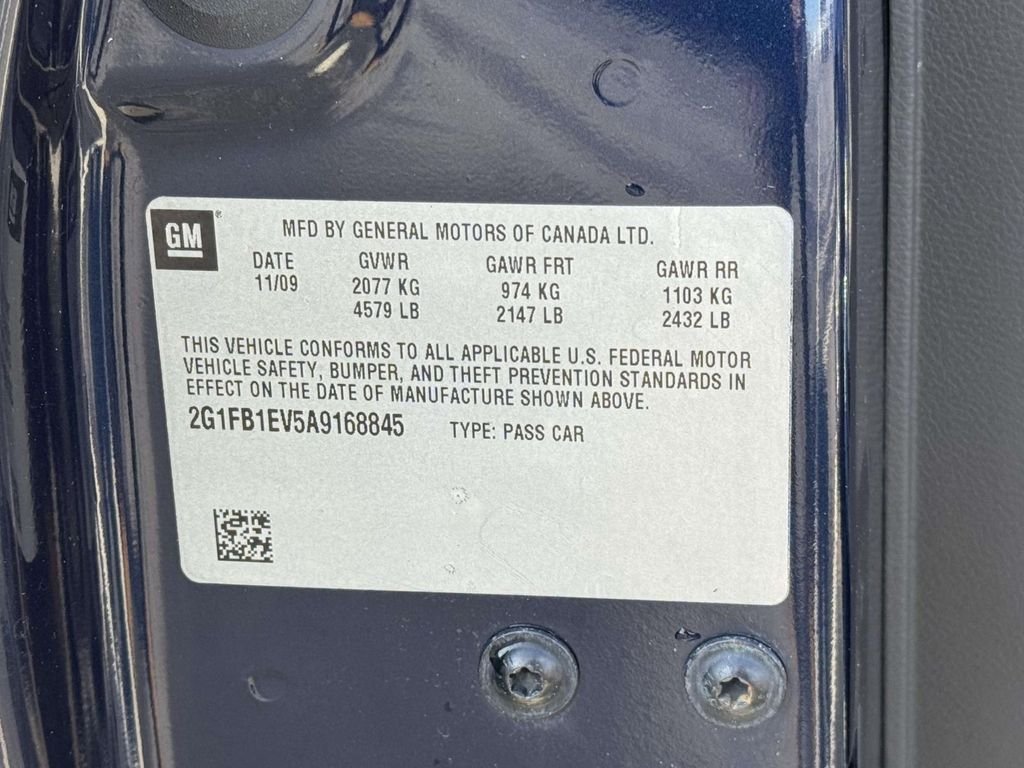 GM ®
MFD BY GENERAL MOTORS OF CANADA LTD.
DATE GVWR GAWR FRT GAWR RR
11/09 2077 KG 974 KG 1103 KG
4579 LB 2147 LB 2432 LB
THIS VEHICLE CONFORMS TO ALL APPLICABLE U.S. FEDERAL MOTOR
VEHICLE SAFETY, BUMPER, AND THEFT PREVENTION STANDARDS IN
EFFECT ON THE DATE OF MANUFACTURE SHOWN ABOVE.
2G1FB1EV5A9168845 TYPE: PASS CAR